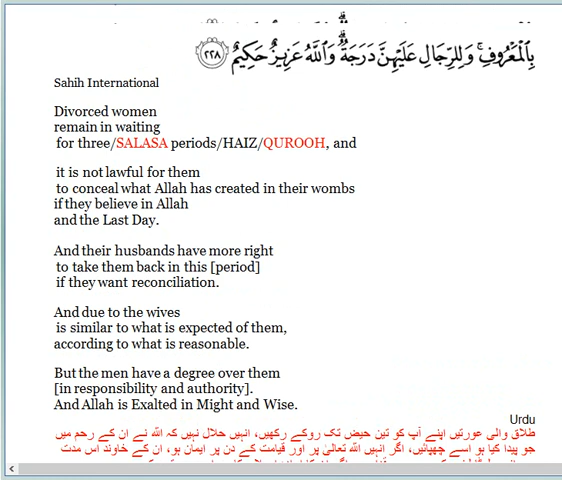 بِالْمَعْرُوفِ ۚ وَلِلرِّجَالِ عَلَيْهِنَّ دَرَجَةٌ ۗ وَاللَّهُ عَزِيزٌ حَكِيمٌ ﴿٢٢٨﴾
Sahih International
Divorced women
remain in waiting
for three/SALASA periods/HAIZ/QUROOH, and
it is not lawful for them
to conceal what Allah has created in their wombs
if they believe in Allah
and the Last Day.
And their husbands have more right
to take them back in this [period]
if they want reconciliation.
And due to the wives
is similar to what is expected of them,
according to what is reasonable.
But the men have a degree over them
[in responsibility and authority].
And Allah is Exalted in Might and Wise.
Urdu
طلاق والی عورتیں اپنے آپ کو تین حیض تک روکے رکھیں، انہیں حلال نہیں کہ اللہ نے ان کے رحم میں
جو پیدا کیا ہو اسے چھپائیں، اگر انہیں اللہ تعالیٰ پر اور قیامت کے دن پر ایمان ہو، ان کے خاوند اس مدت